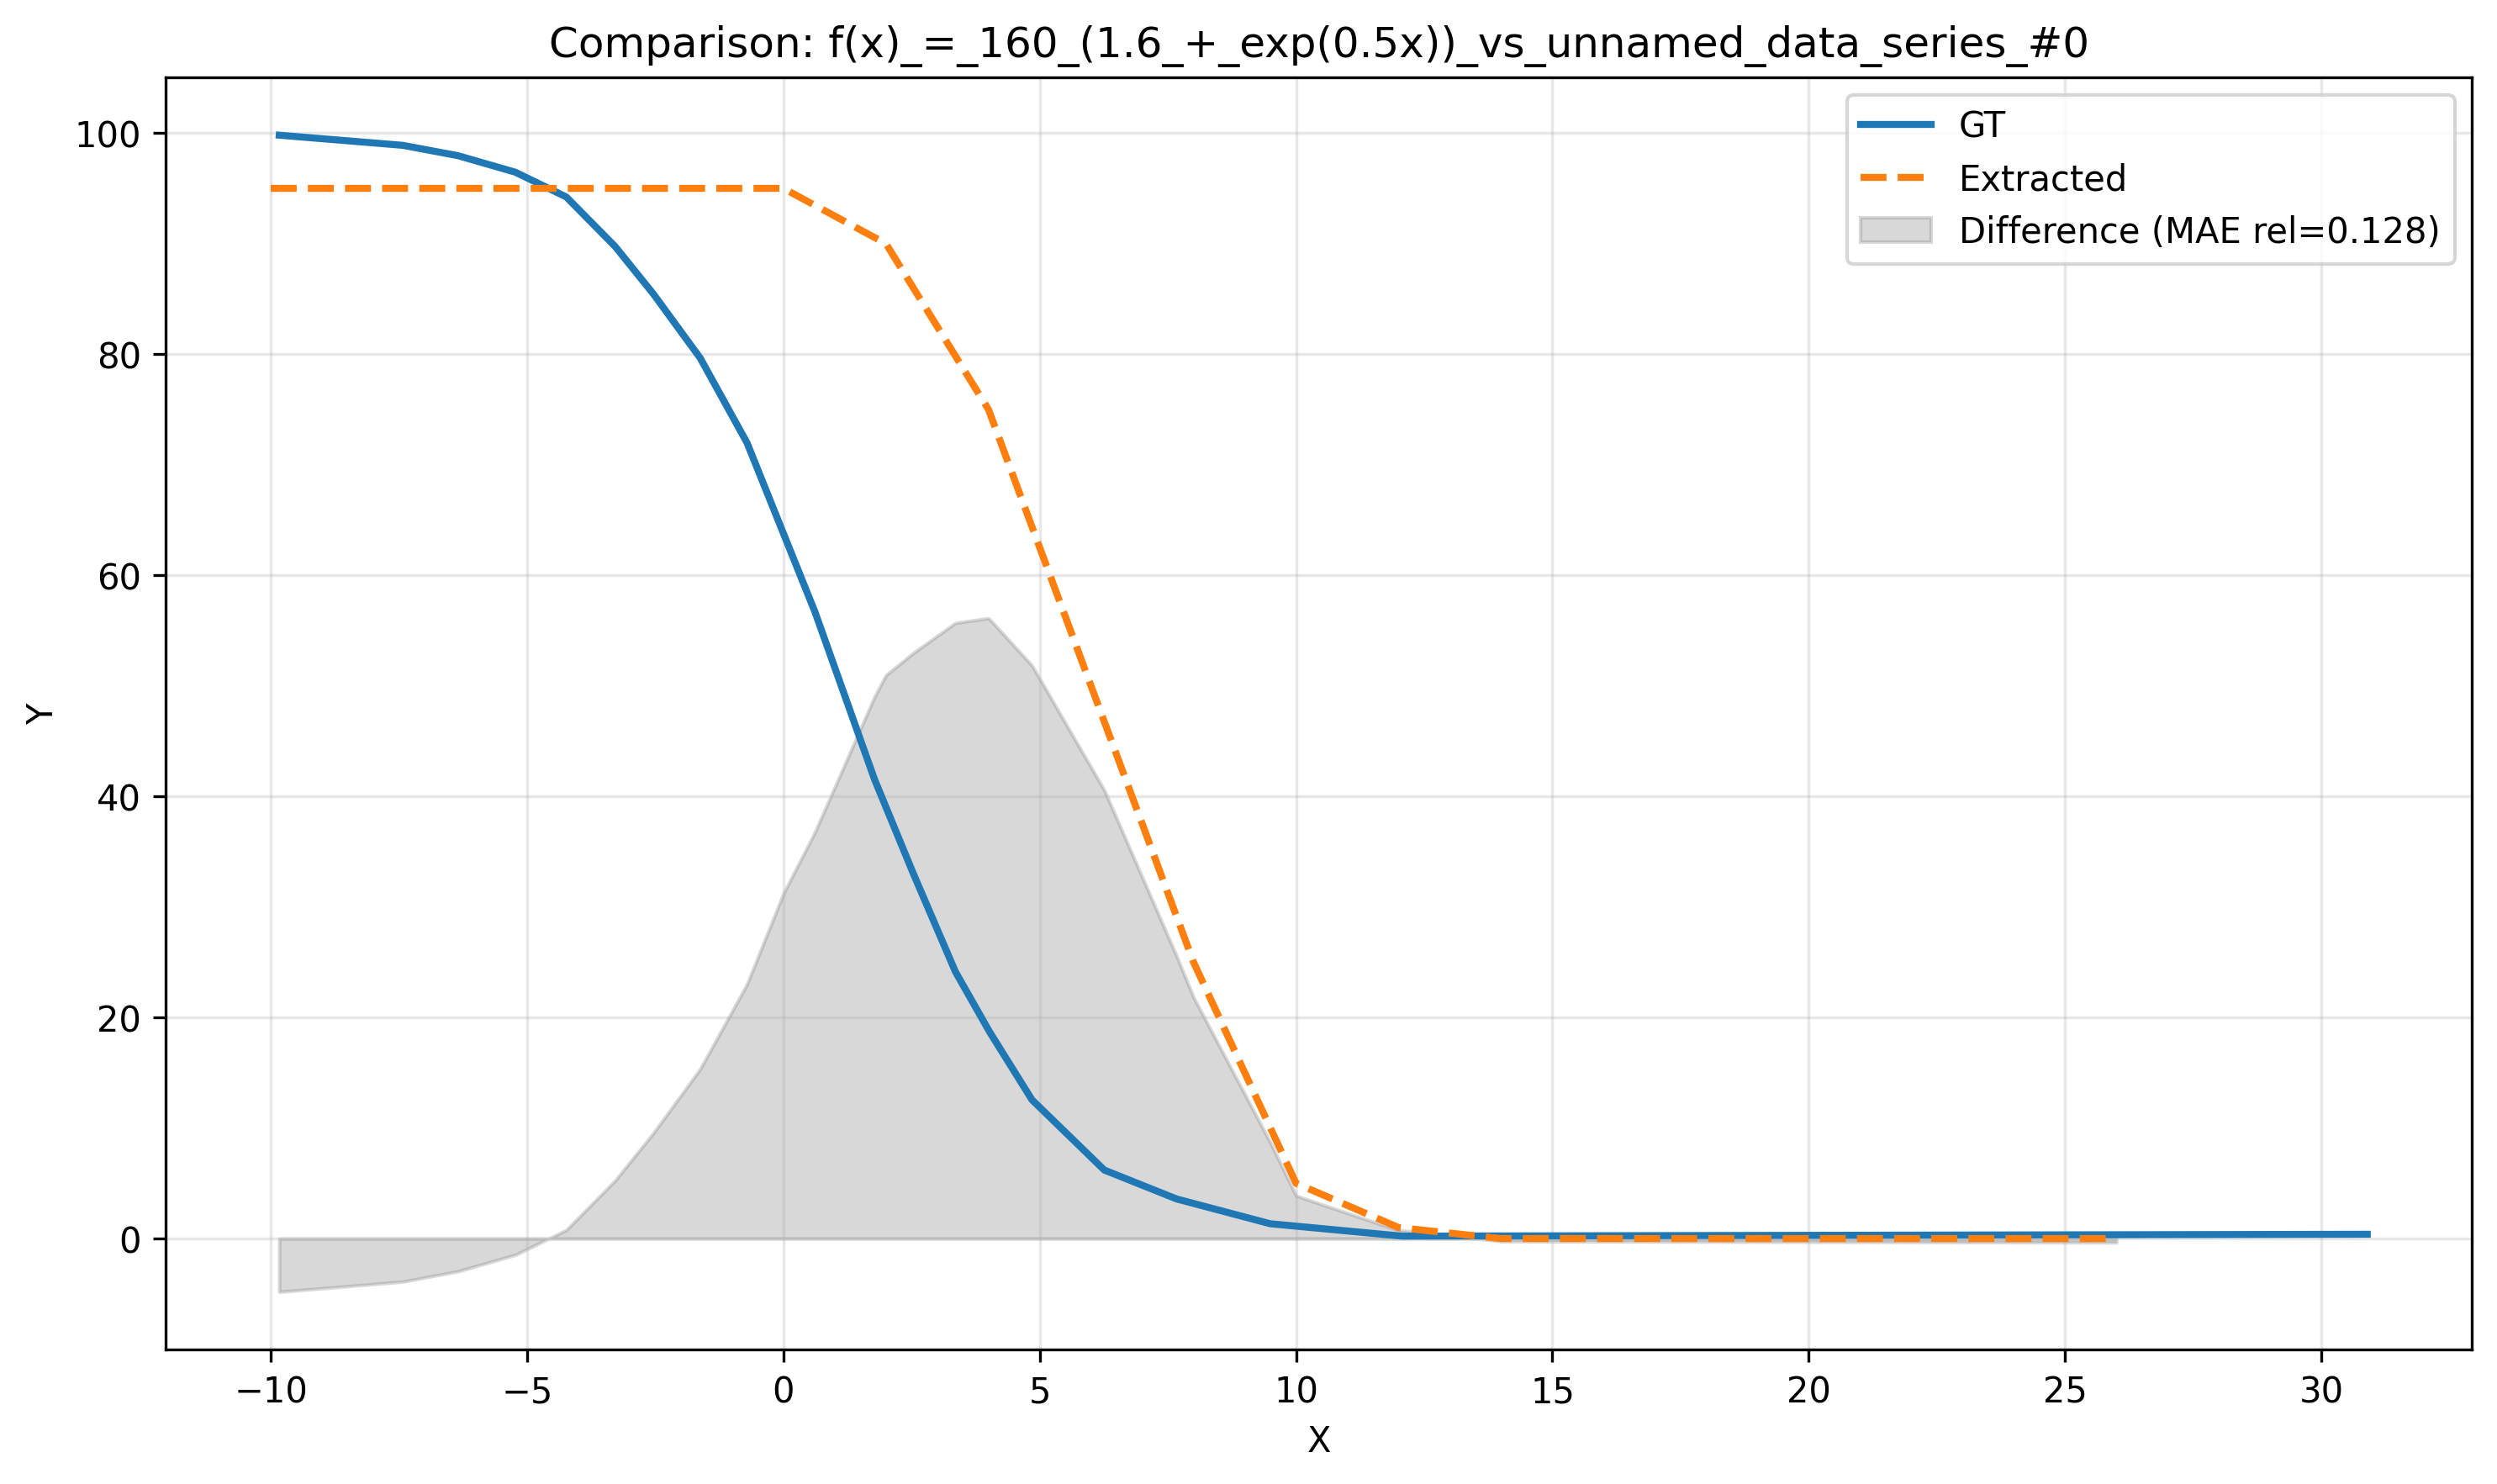 Comparison: f(x)_=_160_(1.6_+_exp(0.5x))_vs_unnamed_data_series_#0
GT
Extracted
Difference (MAE rel=0.128)
100
80
60
40
20
0
Y
−10
−5
0
5
10
15
20
25
30
X